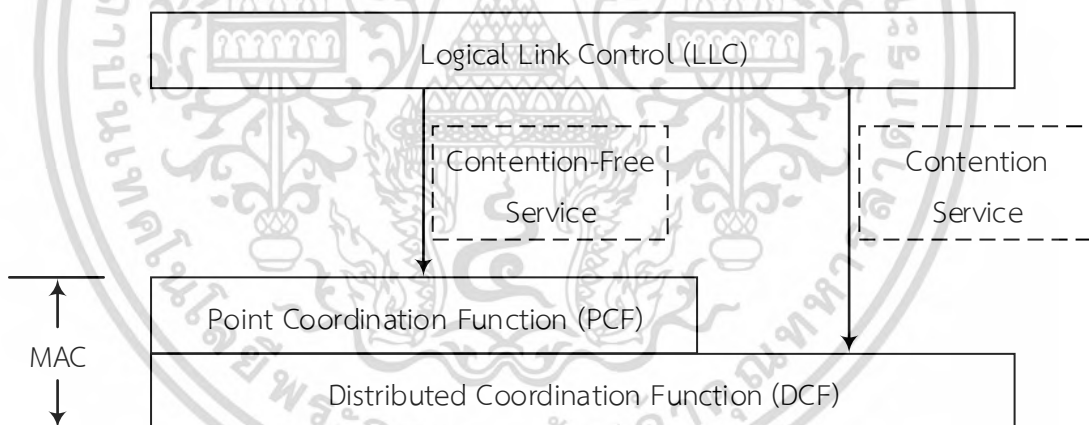 Logical Link Control (LLC)
Contention-Free
Service
Contention
Service
Point Coordination Function (PCF)
MAC
Distributed Coordination Function (DCF)